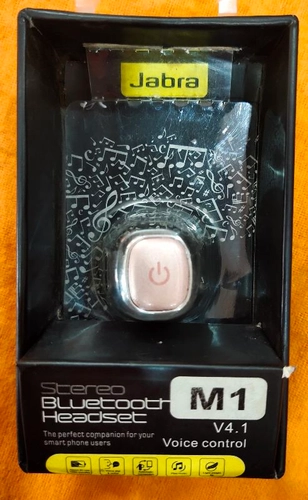 Jabra
Stereo
Bluetooth
Headset
M1
V4.1
The perfect companion for your
smart phone users
Voice control